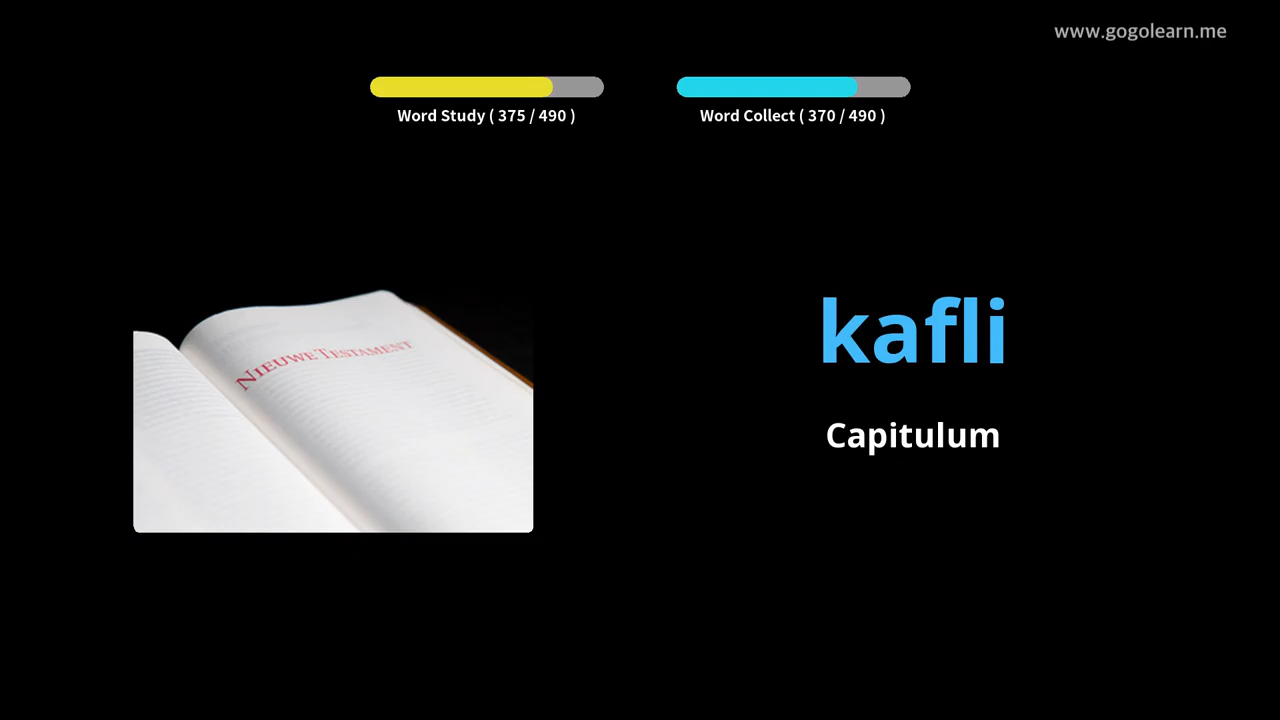 www.gogolearn.me
Word Study ( 375 / 490 )
Word Collect ( 370 / 490 )
NIEUWE TESTAMENT
kafli
Capitulum